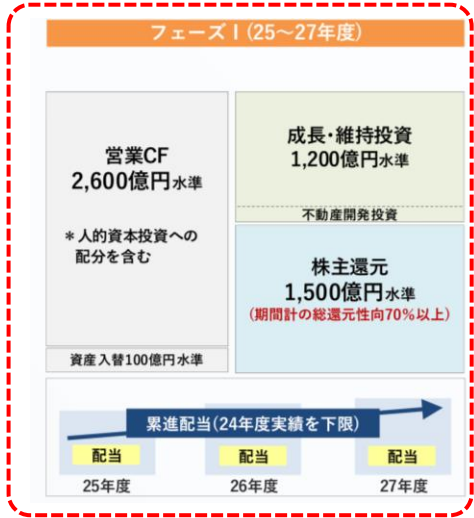 フェーズⅠ(25～27年度)
営業CF
2,600億円水準
＊人的資本投資への
配分を含む
資産入替100億円水準
成長・維持投資
1,200億円水準
不動産開発投資
株主還元
1,500億円水準
(期間計の総還元性向70%以上)
累進配当(24年度実績を下限)
配当
配当
配当
25年度
26年度
27年度